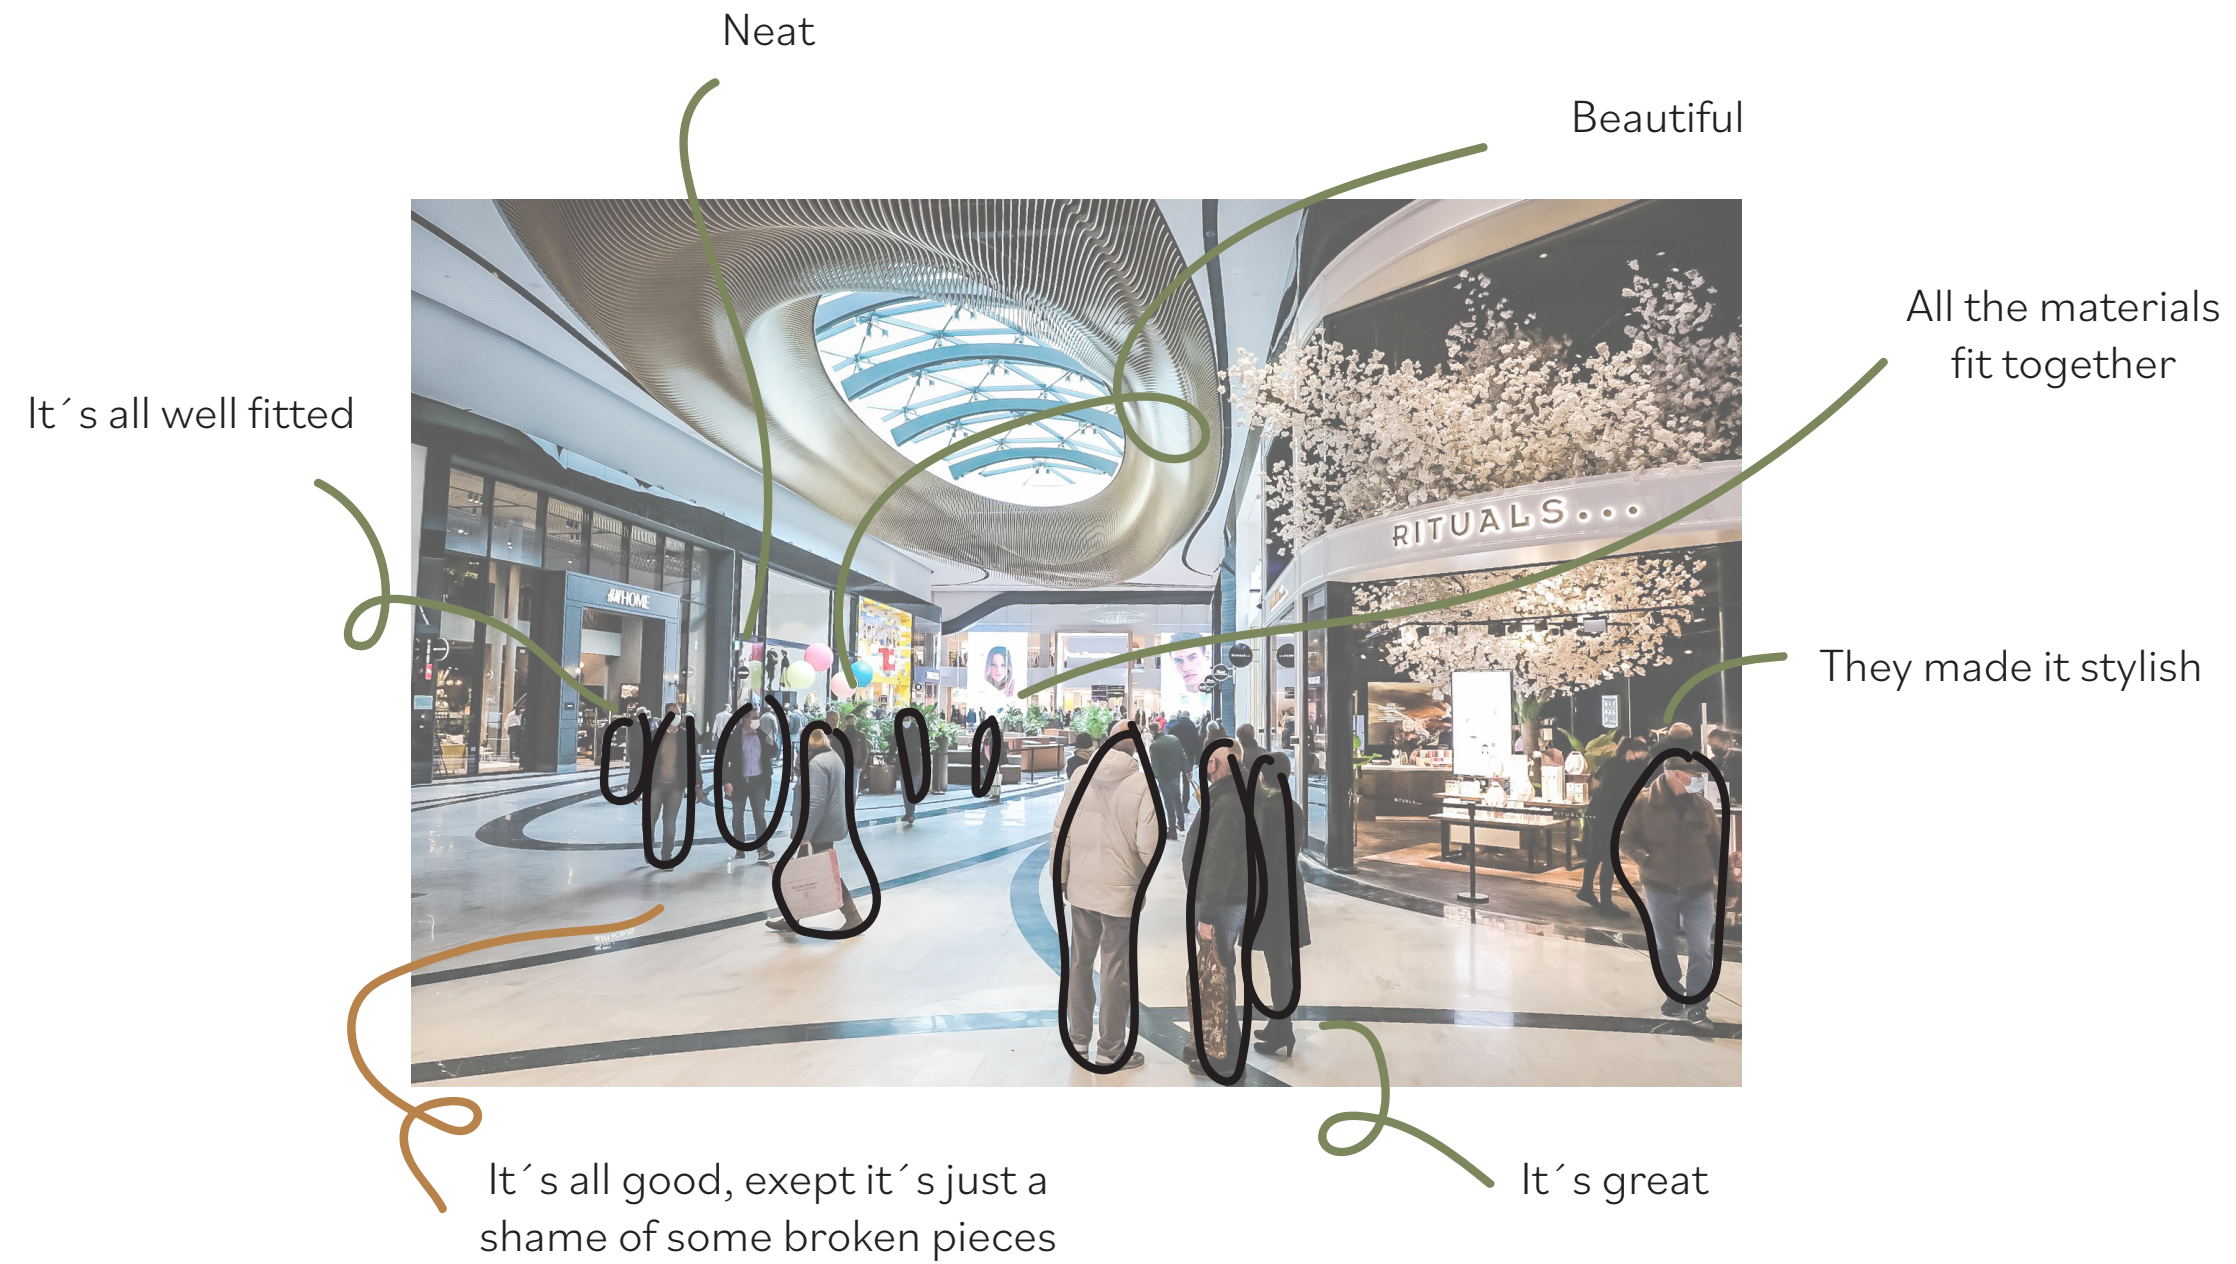 Neat
Beautiful
All the materials
fit together
It´s all well fitted
RITUALS...
H&M HOME
They made it stylish
It´s all good, exept it´s just a
shame of some broken pieces
It´s great